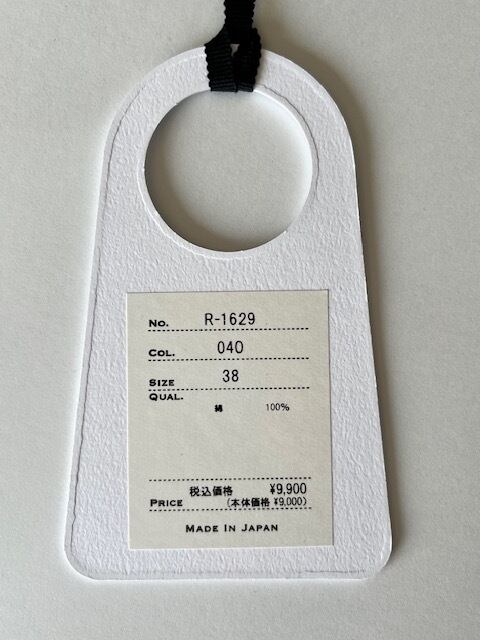 No. R-1629
Col. 040
Size 38
Qual.
綿 100%
税込価格 ¥9,900
Price (本体価格 ¥9,000)
Made In Japan